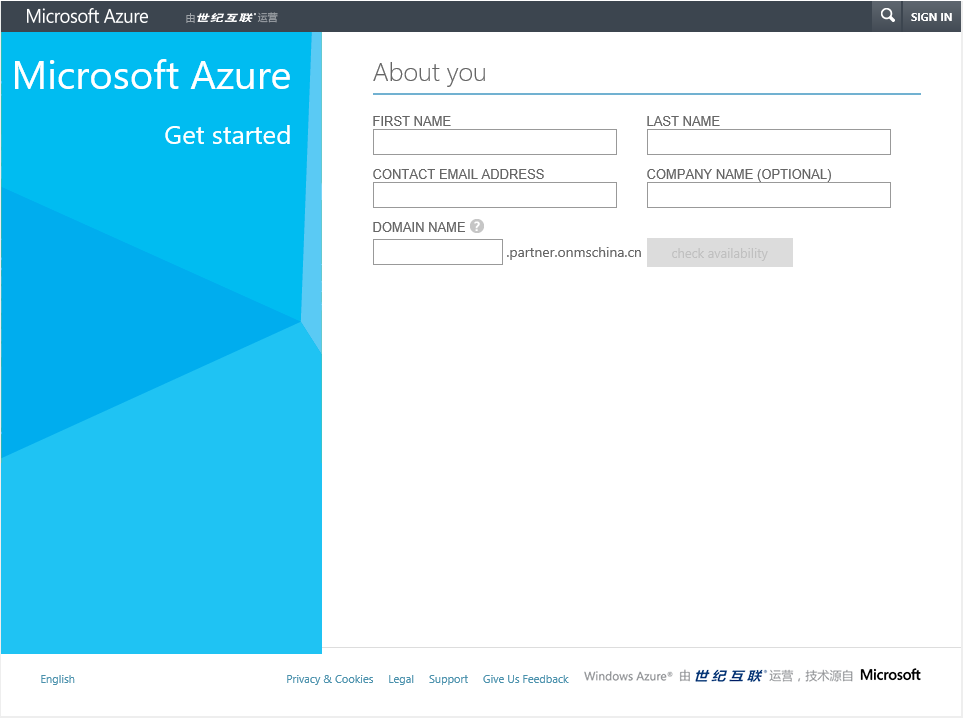 Microsoft Azure 由世纪互联运营 SIGN IN
Microsoft Azure
Get started
About you
FIRST NAME LAST NAME
CONTACT EMAIL ADDRESS COMPANY NAME (OPTIONAL)
DOMAIN NAME ?
.partner.onmschina.cn check availability
English Privacy & Cookies Legal Support Give Us Feedback Windows Azure® 由世纪互联运营，技术源自 Microsoft